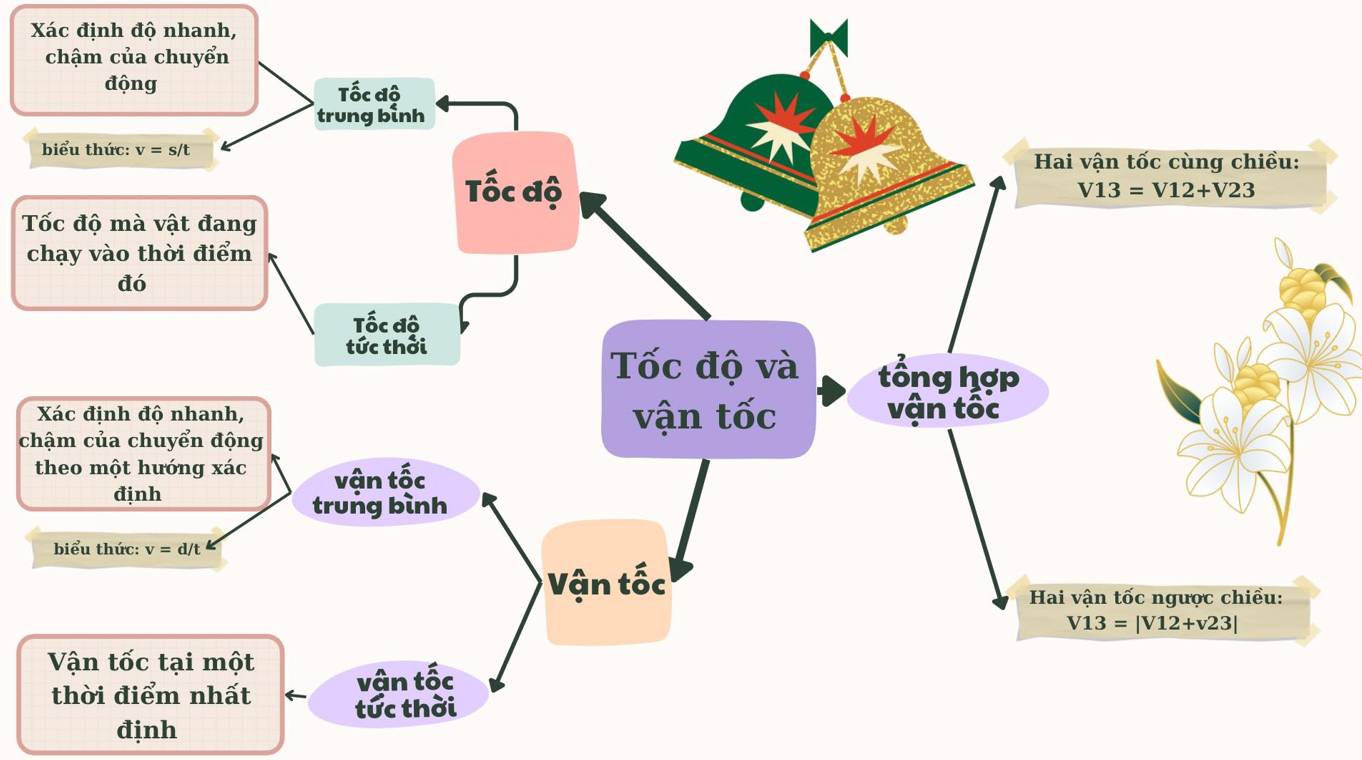 Tốc độ và
vận tốc
Tốc độ
Tốc độ
trung bình
Xác định độ nhanh,
chậm của chuyển
động
biểu thức: v = s/t
Tốc độ
tức thời
Tốc độ mà vật đang
chạy vào thời điểm
đó
Vận tốc
vận tốc
trung bình
Xác định độ nhanh,
chậm của chuyển động
theo một hướng xác
định
biểu thức: v = d/t
vận tốc
tức thời
Vận tốc tại một
thời điểm nhất
định
tổng hợp
vận tốc
Hai vận tốc cùng chiều:
V13 = V12+V23
Hai vận tốc ngược chiều:
V13 = |V12+v23|